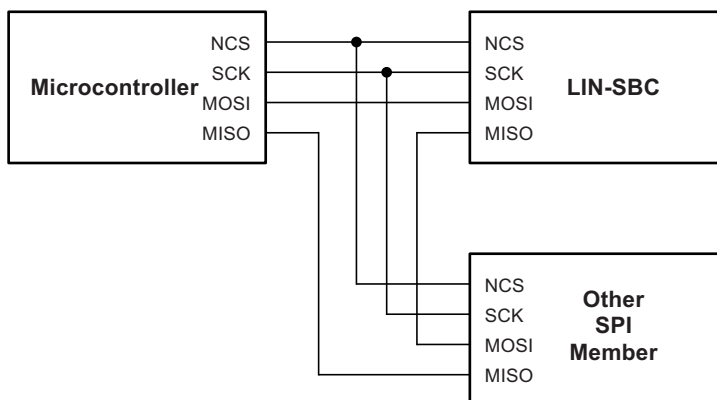 Microcontroller
NCS
SCK
MOSI
MISO
NCS
SCK
MOSI
MISO
LIN-SBC
NCS
SCK
MOSI
MISO
Other
SPI
Member